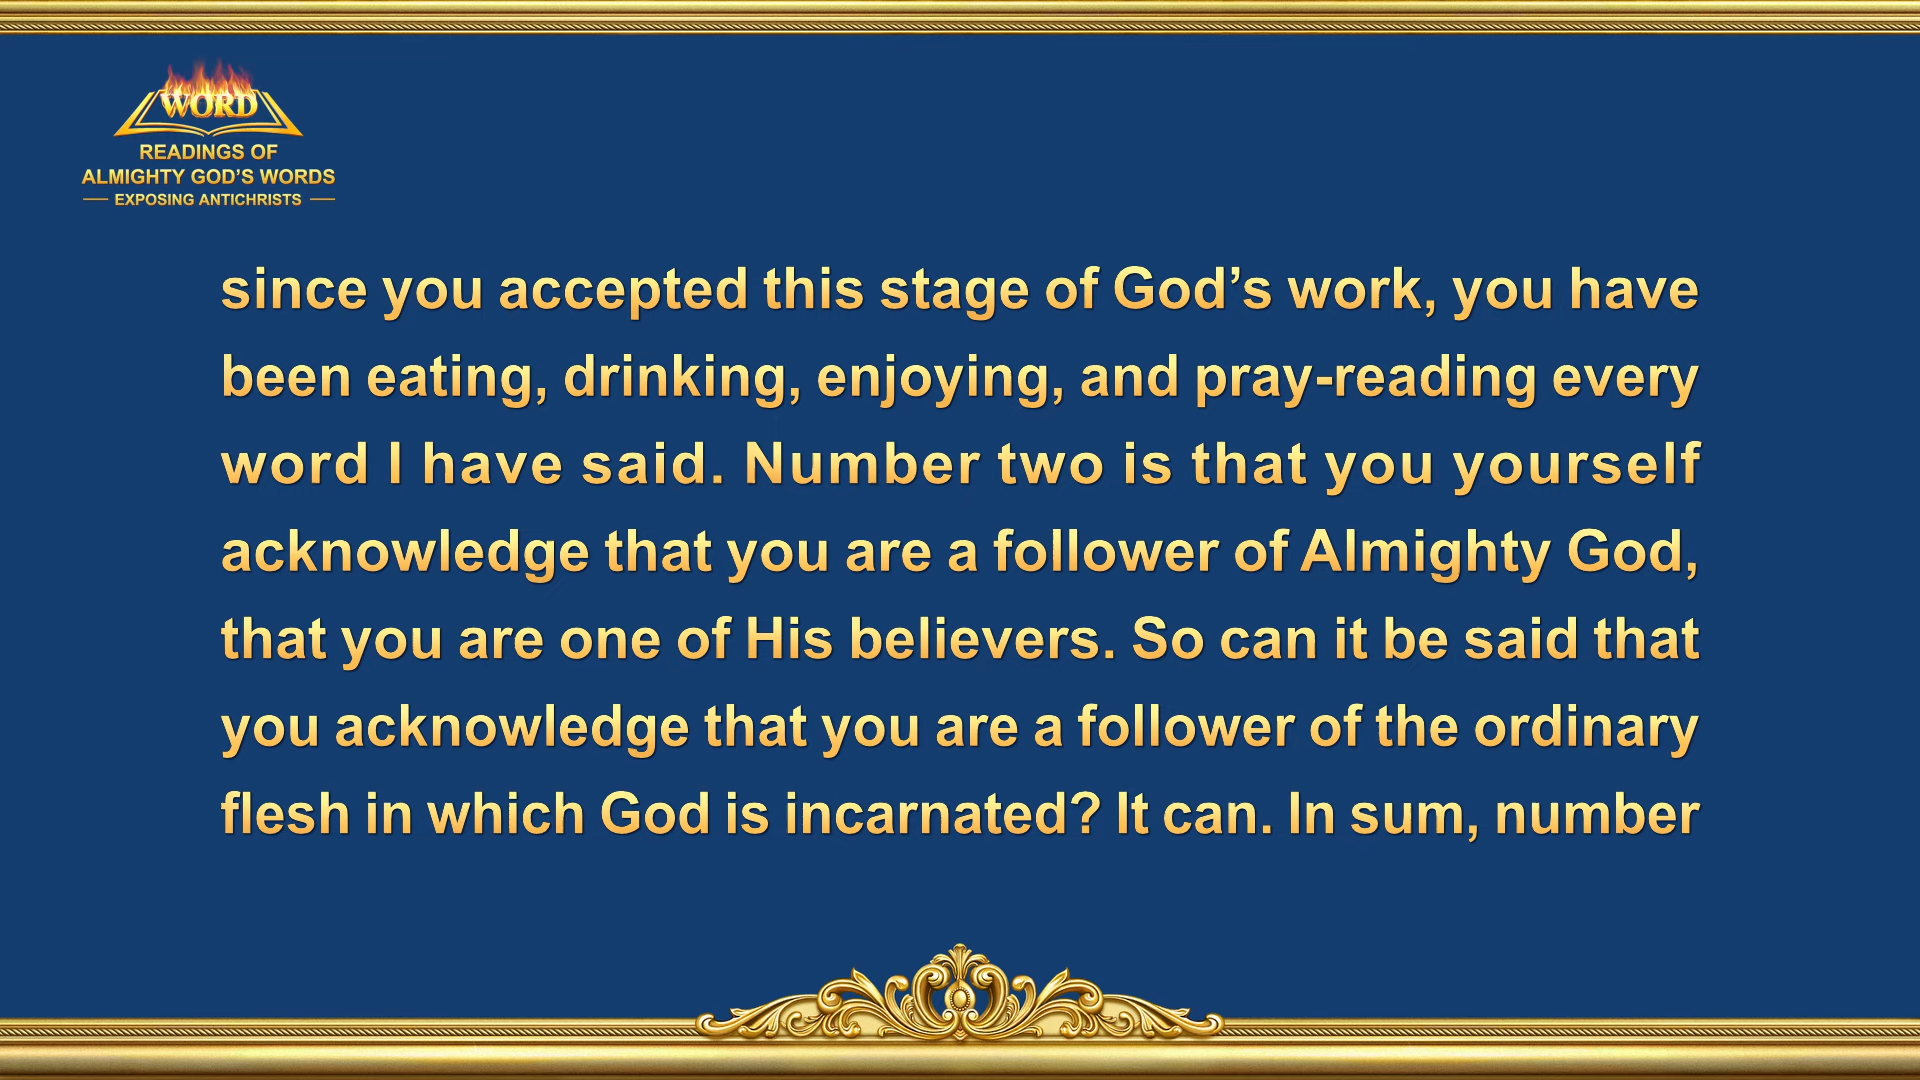 WORD
READINGS OF
ALMIGHTY GOD’S WORDS
EXPOSING ANTICHRISTS
since you accepted this stage of God’s work, you have
been eating, drinking, enjoying, and pray-reading every
word I have said. Number two is that you yourself
acknowledge that you are a follower of Almighty God,
that you are one of His believers. So can it be said that
you acknowledge that you are a follower of the ordinary
flesh in which God is incarnated? It can. In sum, number